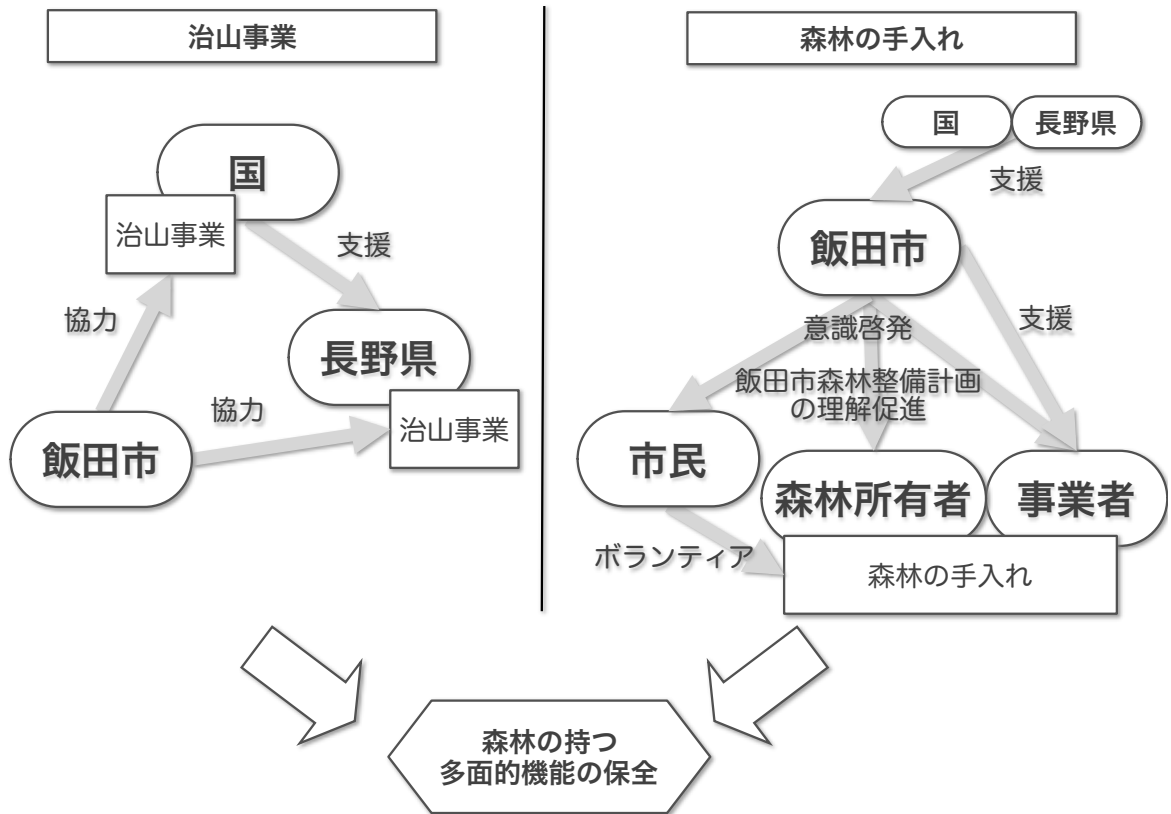 治山事業
国
治山事業
支援
協力
長野県
治山事業
協力
飯田市
森林の手入れ
国
長野県
支援
飯田市
支援
意識啓発
飯田市森林整備計画
の理解促進
市民
森林所有者
事業者
ボランティア
森林の手入れ
森林の持つ
多面的機能の保全